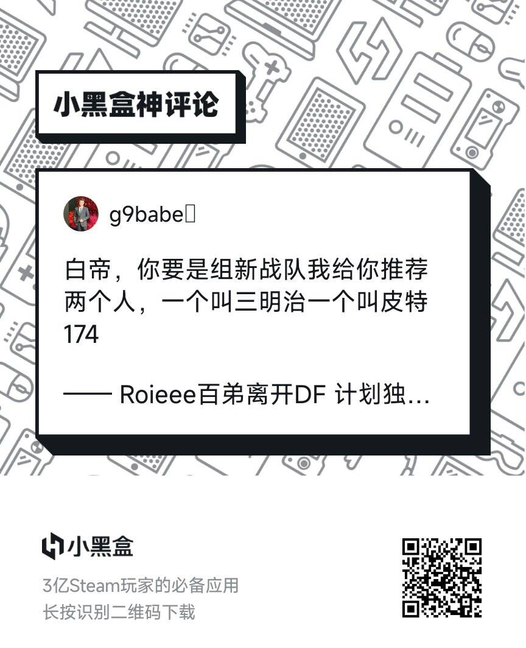 小黑盒神评论
g9babe
白帝，你要是组新战队我给你推荐
两个人，一个叫三明治一个叫皮特
174
—— Roieee百弟离开DF 计划独...
小黑盒
3亿Steam玩家的必备应用
长按识别二维码下载